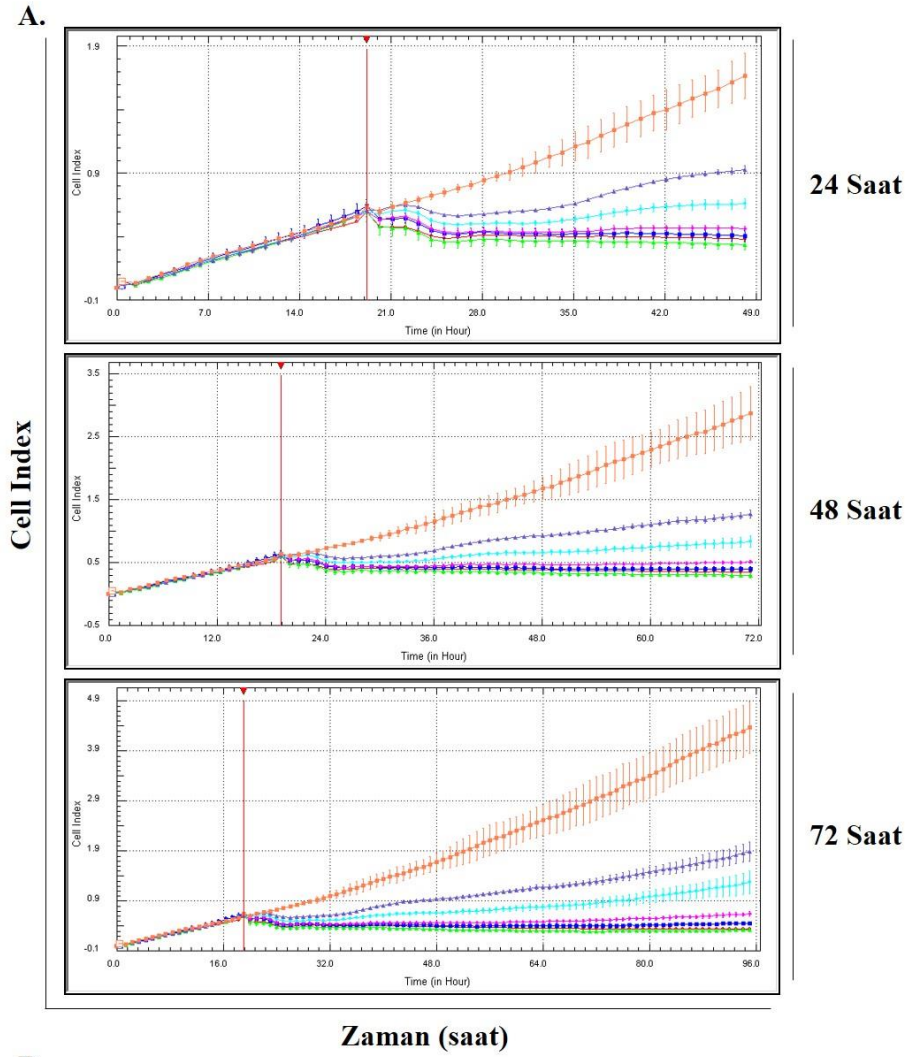 A.
Cell Index
1.9
0.9
-0.1
Cell Index
0.0 7.0 14.0 21.0 28.0 35.0 42.0 49.0
Time (in Hour)
24 Saat
3.5
2.5
1.5
0.5
-0.5
Cell Index
0.0 12.0 24.0 36.0 48.0 60.0 72.0
Time (in Hour)
48 Saat
4.9
3.9
2.9
1.9
0.9
-0.1
Cell Index
0.0 16.0 32.0 48.0 64.0 80.0 96.0
Time (in Hour)
72 Saat
Zaman (saat)